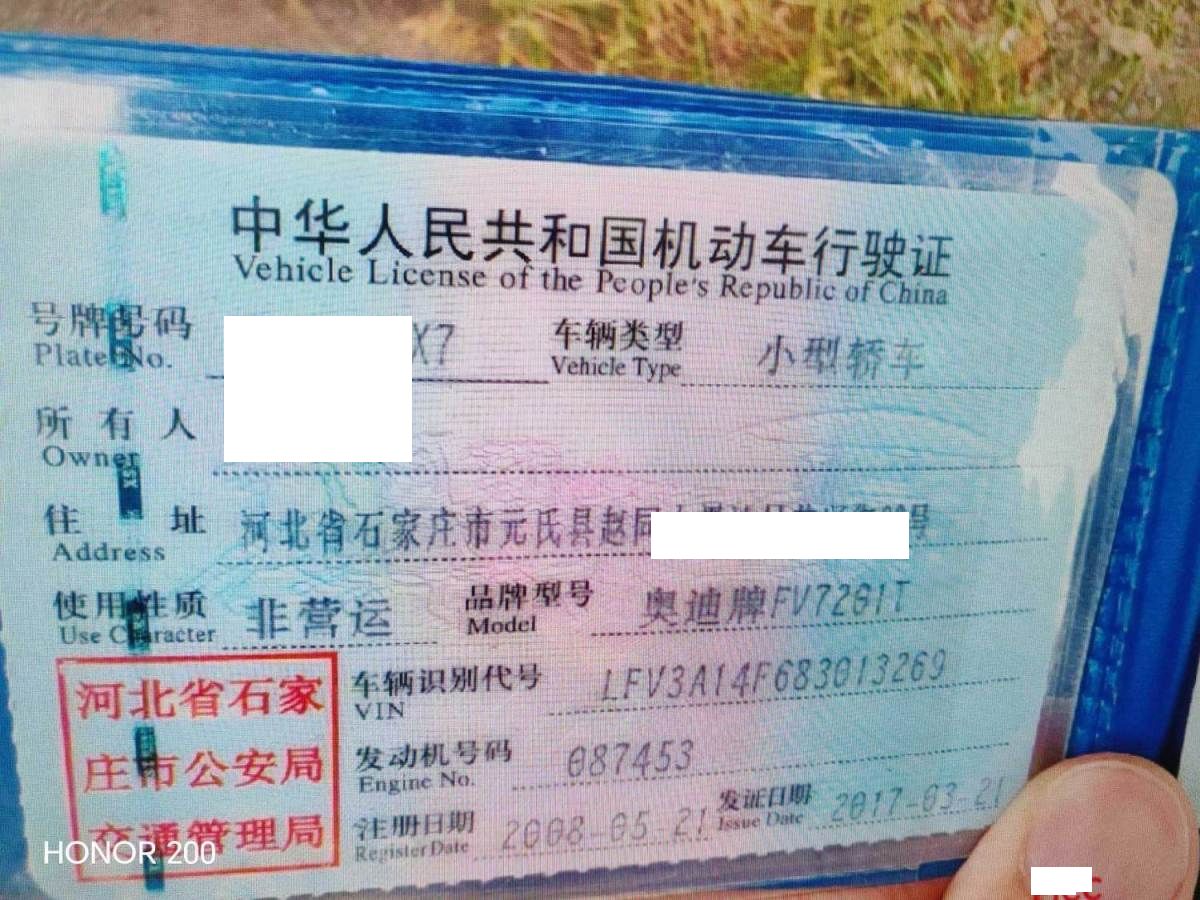 中华人民共和国机动车行驶证
Vehicle License of the People's Republic of China
号牌号码 X7 车辆类型 小型轿车
Plate No. Vehicle Type
所有人
Owner
住址 河北省石家庄市元氏县赵同 号
Address
使用性质 非营运 品牌型号 奥迪牌FV7201T
Use Character Model
河北省石家 车辆识别代号 LFV3A14F683013269
VIN
庄市公安局 发动机号码 087453
Engine No.
交通管理局 注册日期 2008-05-21 发证日期 2017-03-21
Register Date Issue Date
HONOR 200